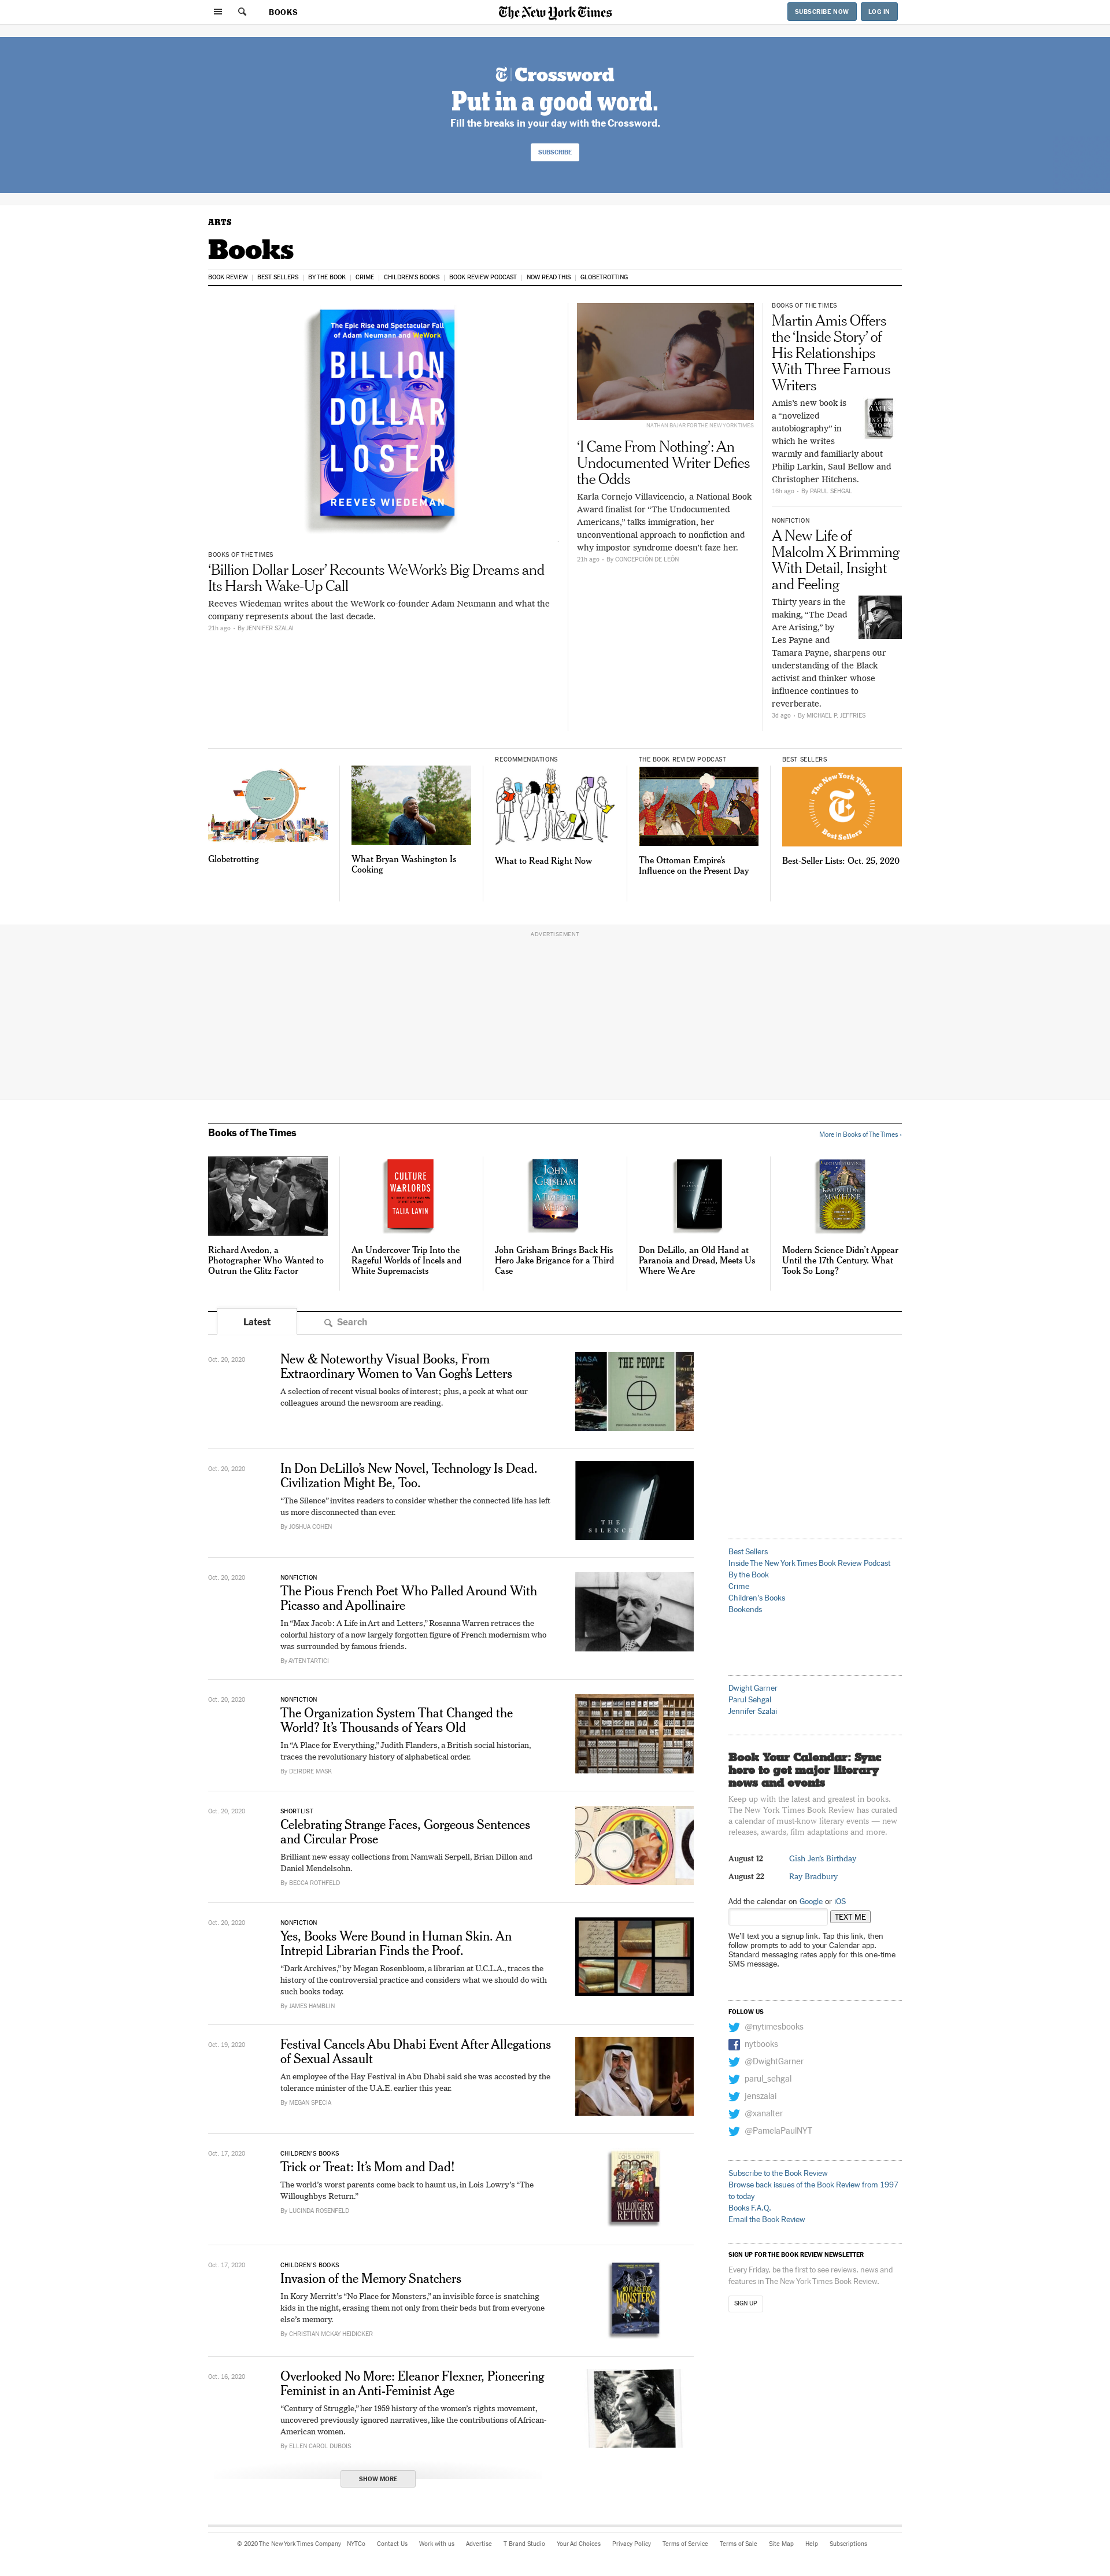 BOOKS
The New York Times
SUBSCRIBE NOW
LOG IN
T | Crossword
Put in a good word.
Fill the breaks in your day with the Crossword.
SUBSCRIBE
ARTS
Books
BOOK REVIEW
BEST SELLERS
BY THE BOOK
CRIME
CHILDREN'S BOOKS
BOOK REVIEW PODCAST
NOW READ THIS
GLOBETROTTING
The Epic Rise and Spectacular Fall
of Adam Neumann and WeWork
BILLION
DOLLAR
LOSER
REEVES WIEDEMAN
BOOKS OF THE TIMES
‘Billion Dollar Loser’ Recounts WeWork’s Big Dreams and
Its Harsh Wake-Up Call
Reeves Wiedeman writes about the WeWork co-founder Adam Neumann and what the
company represents about the last decade.
21h ago - By JENNIFER SZALAI
NATHAN BAJAR FOR THE NEW YORK TIMES
‘I Came From Nothing’: An
Undocumented Writer Defies
the Odds
Karla Cornejo Villavicencio, a National Book
Award finalist for “The Undocumented
Americans,” talks immigration, her
unconventional approach to nonfiction and
why impostor syndrome doesn’t faze her.
21h ago - By CONCEPCIÓN DE LEÓN
BOOKS OF THE TIMES
Martin Amis Offers
the ‘Inside Story’ of
His Relationships
With Three Famous
Writers
Amis’s new book is
a “novelized
autobiography” in
which he writes
warmly and familiarly about
Philip Larkin, Saul Bellow and
Christopher Hitchens.
16h ago - By PARUL SEHGAL
NONFICTION
A New Life of
Malcolm X Brimming
With Detail, Insight
and Feeling
Thirty years in the
making, “The Dead
Are Arising,” by
Les Payne and
Tamara Payne, sharpens our
understanding of the Black
activist and thinker whose
influence continues to
reverberate.
3d ago - By MICHAEL P. JEFFRIES
Globetrotting
What Bryan Washington Is
Cooking
RECOMMENDATIONS
What to Read Right Now
THE BOOK REVIEW PODCAST
The Ottoman Empire’s
Influence on the Present Day
BEST SELLERS
The New York Times
Best Sellers
Best-Seller Lists: Oct. 25, 2020
ADVERTISEMENT
Books of The Times
More in Books of The Times ›
Richard Avedon, a
Photographer Who Wanted to
Outrun the Glitz Factor
CULTURE
WARLORDS
TALIA LAVIN
An Undercover Trip Into the
Rageful Worlds of Incels and
White Supremacists
JOHN
GRISHAM
A TIME FOR
MERCY
John Grisham Brings Back His
Hero Jake Brigance for a Third
Case
Don DeLillo, an Old Hand at
Paranoia and Dread, Meets Us
Where We Are
KNOWLEDGE
MACHINE
Modern Science Didn’t Appear
Until the 17th Century. What
Took So Long?
Latest
Search
Oct. 20, 2020
New & Noteworthy Visual Books, From
Extraordinary Women to Van Gogh’s Letters
A selection of recent visual books of interest; plus, a peek at what our
colleagues around the newsroom are reading.
NASA
THE PEOPLE
Oct. 20, 2020
In Don DeLillo’s New Novel, Technology Is Dead.
Civilization Might Be, Too.
“The Silence” invites readers to consider whether the connected life has left
us more disconnected than ever.
By JOSHUA COHEN
THE
SILENCE
Oct. 20, 2020
NONFICTION
The Pious French Poet Who Palled Around With
Picasso and Apollinaire
In “Max Jacob: A Life in Art and Letters,” Rosanna Warren retraces the
colorful history of a now largely forgotten figure of French modernism who
was surrounded by famous friends.
By AYTEN TARTICI
Oct. 20, 2020
NONFICTION
The Organization System That Changed the
World? It’s Thousands of Years Old
In “A Place for Everything,” Judith Flanders, a British social historian,
traces the revolutionary history of alphabetical order.
By DEIRDRE MASK
Oct. 20, 2020
SHORTLIST
Celebrating Strange Faces, Gorgeous Sentences
and Circular Prose
Brilliant new essay collections from Namwali Serpell, Brian Dillon and
Daniel Mendelsohn.
By BECCA ROTHFELD
Oct. 20, 2020
NONFICTION
Yes, Books Were Bound in Human Skin. An
Intrepid Librarian Finds the Proof.
“Dark Archives,” by Megan Rosenbloom, a librarian at U.C.L.A., traces the
history of the controversial practice and considers what we should do with
such books today.
By JAMES HAMBLIN
Oct. 19, 2020
Festival Cancels Abu Dhabi Event After Allegations
of Sexual Assault
An employee of the Hay Festival in Abu Dhabi said she was accosted by the
tolerance minister of the U.A.E. earlier this year.
By MEGAN SPECIA
Oct. 17, 2020
CHILDREN’S BOOKS
Trick or Treat: It’s Mom and Dad!
The world’s worst parents come back to haunt us, in Lois Lowry’s “The
Willoughbys Return.”
By LUCINDA ROSENFELD
LOIS LOWRY
THE
WILLOUGHBYS
RETURN
Oct. 17, 2020
CHILDREN’S BOOKS
Invasion of the Memory Snatchers
In Kory Merritt’s “No Place for Monsters,” an invisible force is snatching
kids in the night, erasing them not only from their beds but from everyone
else’s memory.
By CHRISTIAN MCKAY HEIDICKER
NO PLACE FOR
MONSTERS
Oct. 16, 2020
Overlooked No More: Eleanor Flexner, Pioneering
Feminist in an Anti-Feminist Age
“Century of Struggle,” her 1959 history of the women’s rights movement,
uncovered previously ignored narratives, like the contributions of African-
American women.
By ELLEN CAROL DUBOIS
SHOW MORE
Best Sellers
Inside The New York Times Book Review Podcast
By the Book
Crime
Children's Books
Bookends
Dwight Garner
Parul Sehgal
Jennifer Szalai
Book Your Calendar: Sync
here to get major literary
news and events
Keep up with the latest and greatest in books.
The New York Times Book Review has curated
a calendar of must-know literary events — new
releases, awards, film adaptations and more.
August 12 Gish Jen's Birthday
August 22 Ray Bradbury
Add the calendar on Google or iOS
TEXT ME
We'll text you a signup link. Tap this link, then
follow prompts to add to your Calendar app.
Standard messaging rates apply for this one-time
SMS message.
FOLLOW US
@nytimesbooks
nytbooks
@DwightGarner
parul_sehgal
jenszalai
@xanalter
@PamelaPaulNYT
Subscribe to the Book Review
Browse back issues of the Book Review from 1997
to today
Books F.A.Q.
Email the Book Review
SIGN UP FOR THE BOOK REVIEW NEWSLETTER
Every Friday, be the first to see reviews, news and
features in The New York Times Book Review.
SIGN UP
© 2020 The New York Times Company
NYTCo
Contact Us
Work with us
Advertise
T Brand Studio
Your Ad Choices
Privacy Policy
Terms of Service
Terms of Sale
Site Map
Help
Subscriptions